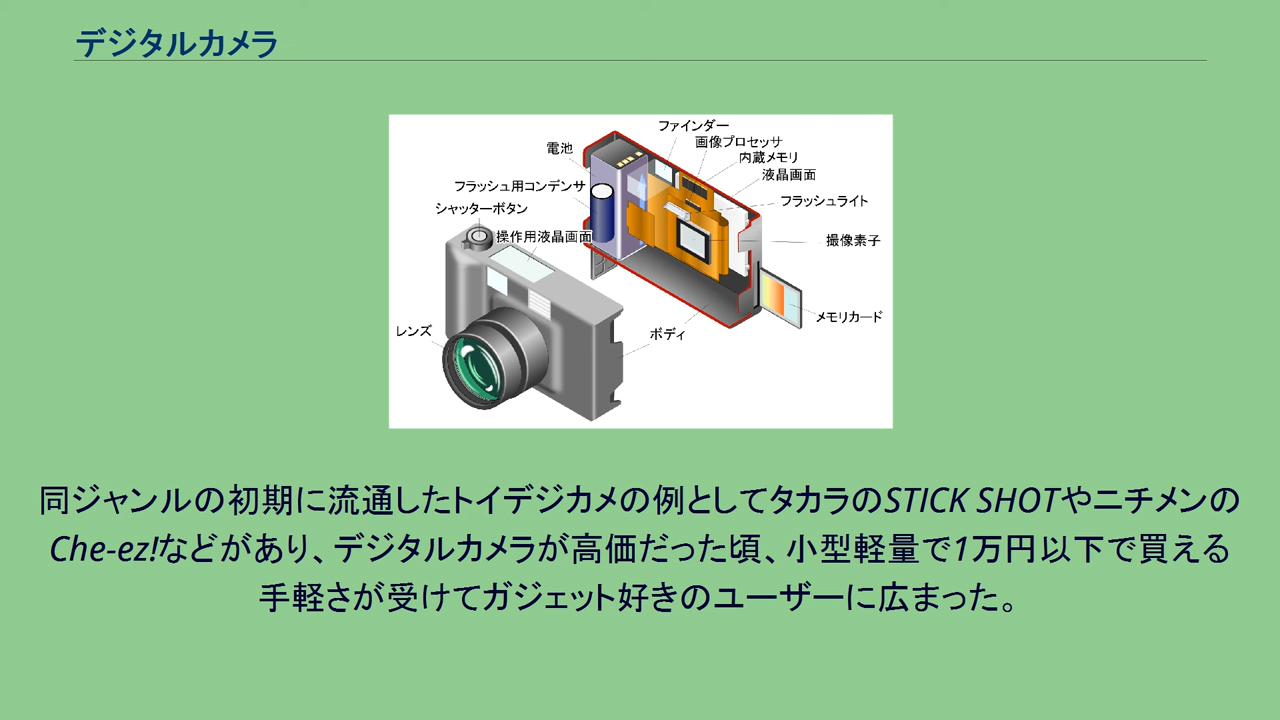 デジタルカメラ
ファインダー
画像プロセッサ
電池
内蔵メモリ
液晶画面
フラッシュ用コンデンサ
フラッシュライト
シャッターボタン
操作用液晶画面
撮像素子
メモリカード
レンズ
ボディ
同ジャンルの初期に流通したトイデジカメの例としてタカラのSTICK SHOTやニチメンの
Che-ez!などがあり、デジタルカメラが高価だった頃、小型軽量で1万円以下で買える
手軽さが受けてガジェット好きのユーザーに広まった。